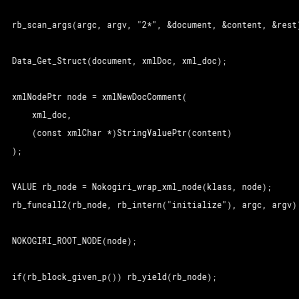 rb_scan_args(argc, argv, "2*", &document, &content, &rest
Data_Get_Struct(document, xmlDoc, xml_doc);
xmlNodePtr node = xmlNewDocComment(
xml_doc,
(const xmlChar *)StringValuePtr(content)
);
VALUE rb_node = Nokogiri_wrap_xml_node(klass, node);
rb_funcall2(rb_node, rb_intern("initialize"), argc, argv)
NOKOGIRI_ROOT_NODE(node);
if(rb_block_given_p()) rb_yield(rb_node);